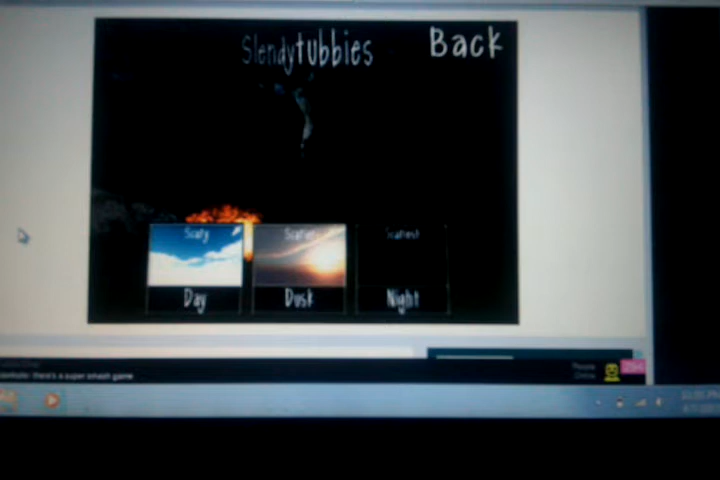 Slendytubbies
Back
Scary
Scarier
Scariest
Day
Dusk
Night
there's a super smash game